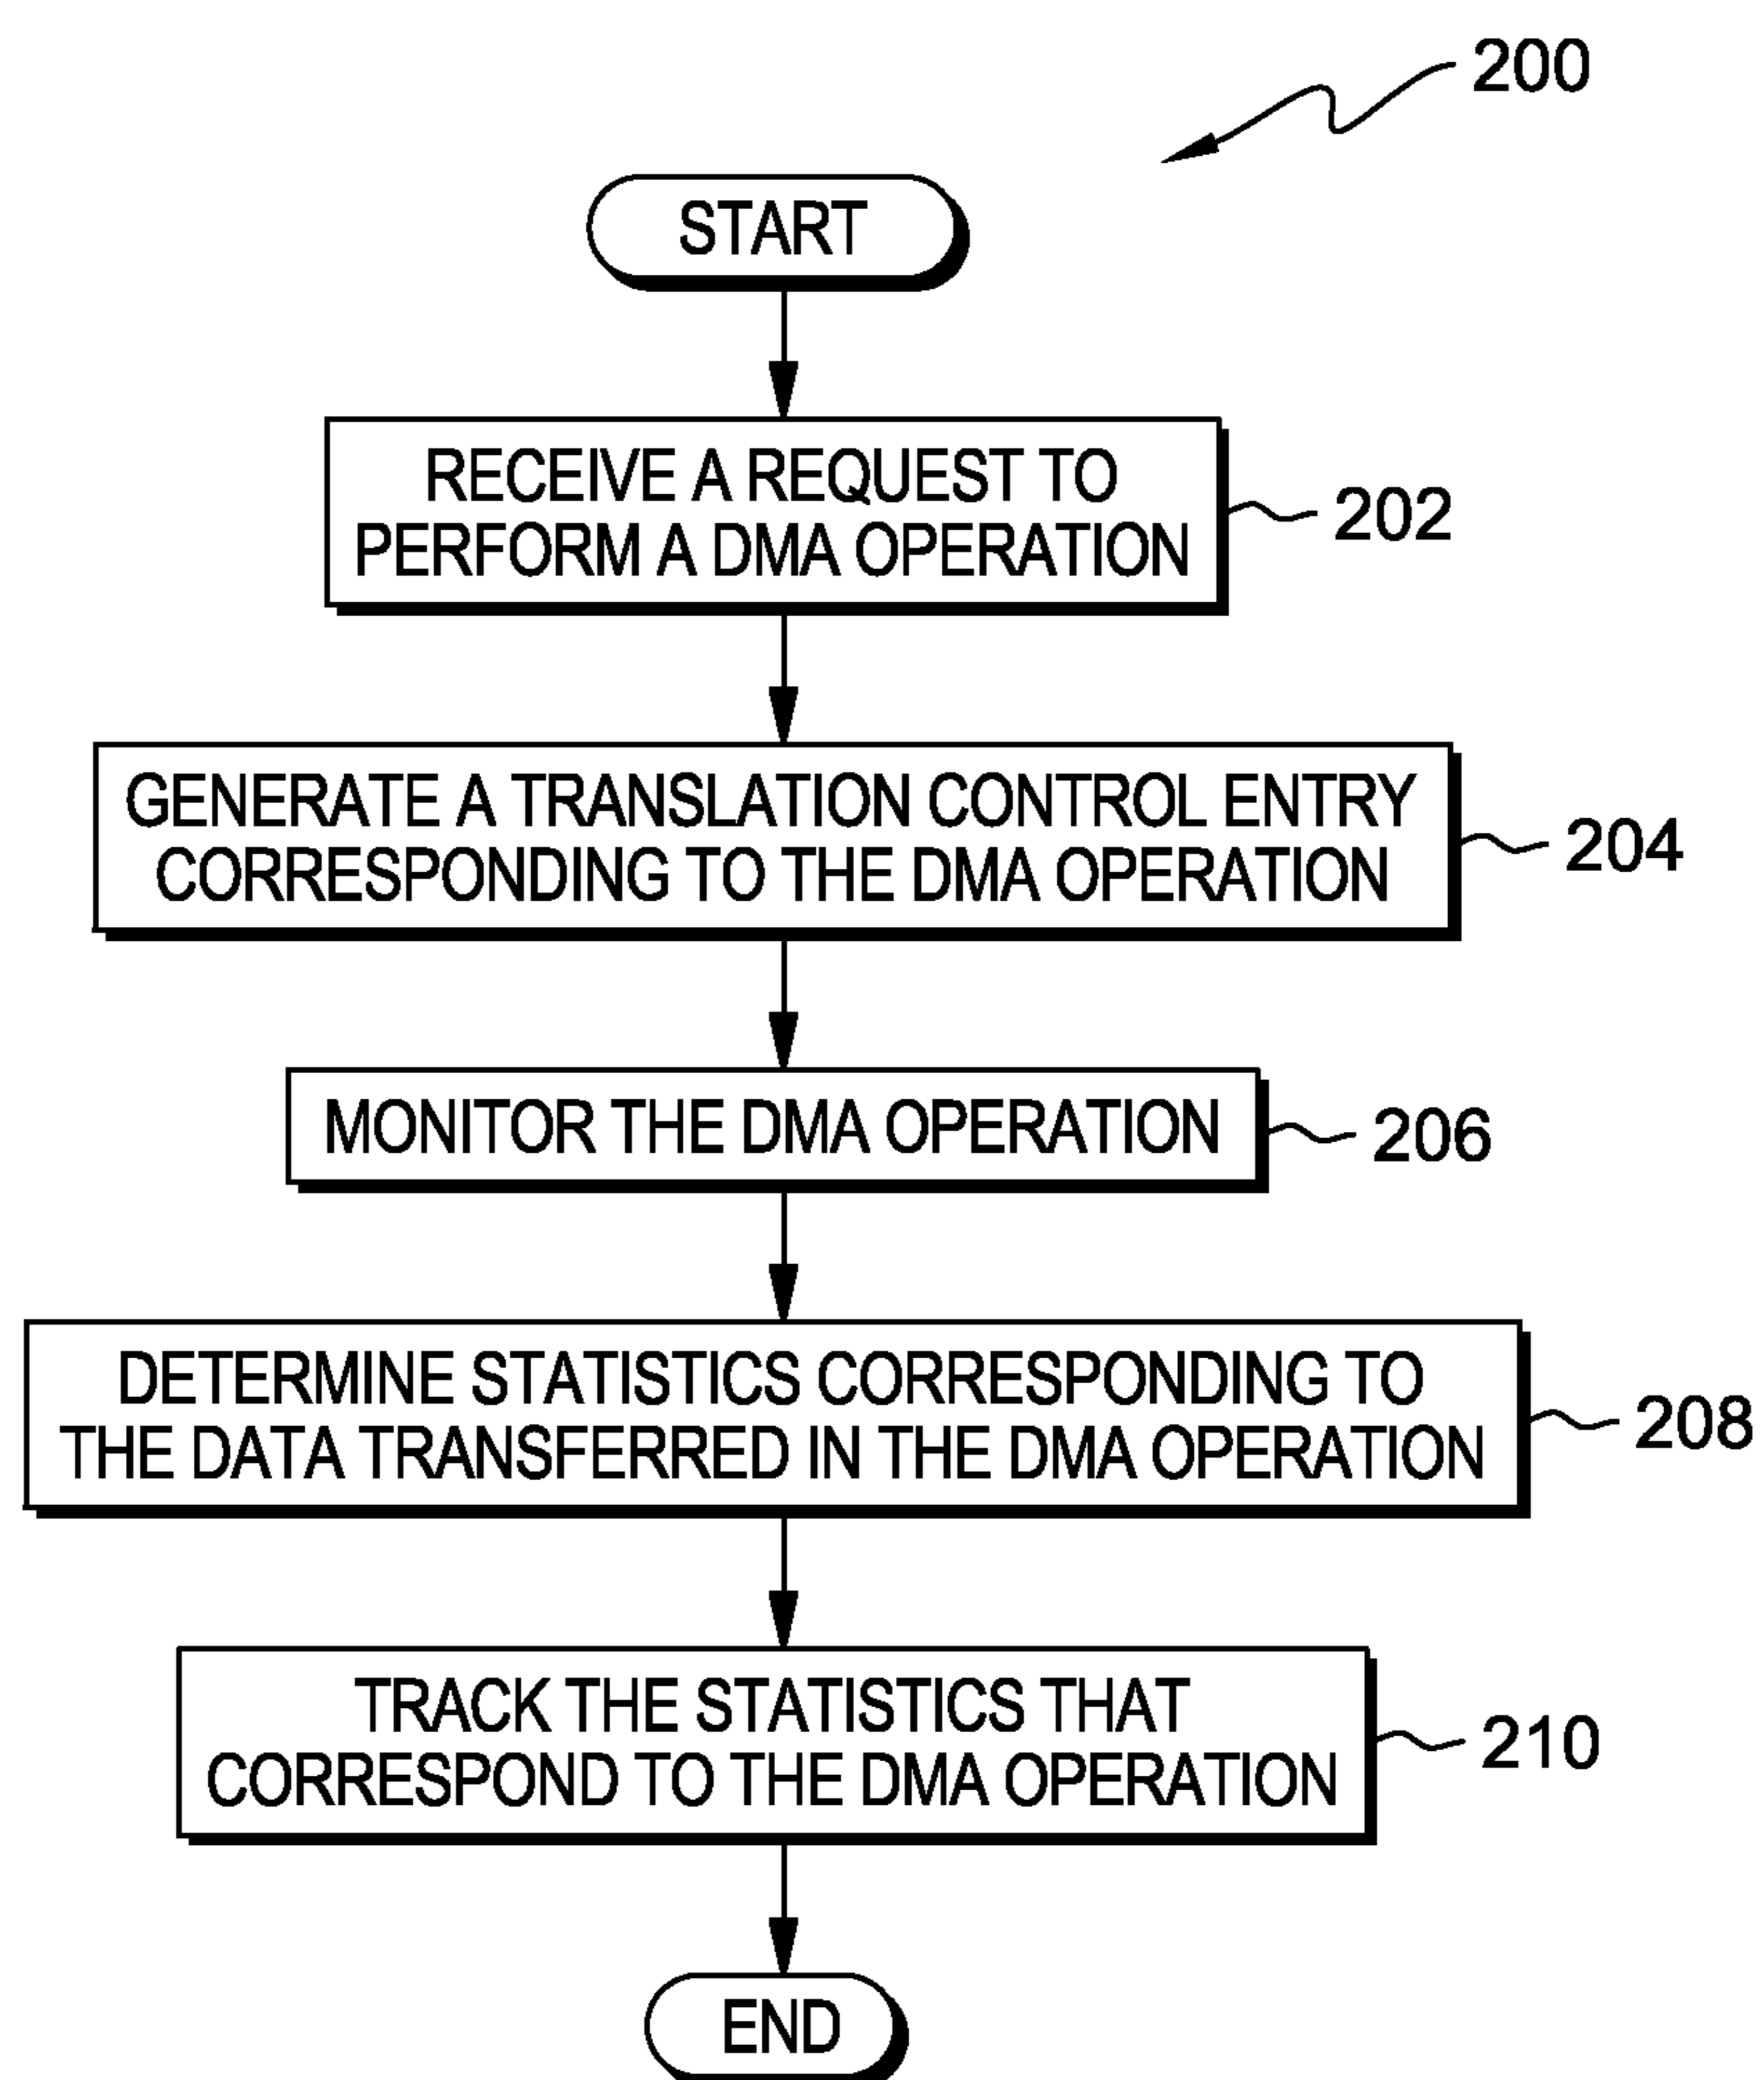 200
START
RECEIVE A REQUEST TO
PERFORM A DMA OPERATION
202
GENERATE A TRANSLATION CONTROL ENTRY
CORRESPONDING TO THE DMA OPERATION
204
MONITOR THE DMA OPERATION
206
DETERMINE STATISTICS CORRESPONDING TO
THE DATA TRANSFERRED IN THE DMA OPERATION
208
TRACK THE STATISTICS THAT
CORRESPOND TO THE DMA OPERATION
210
END